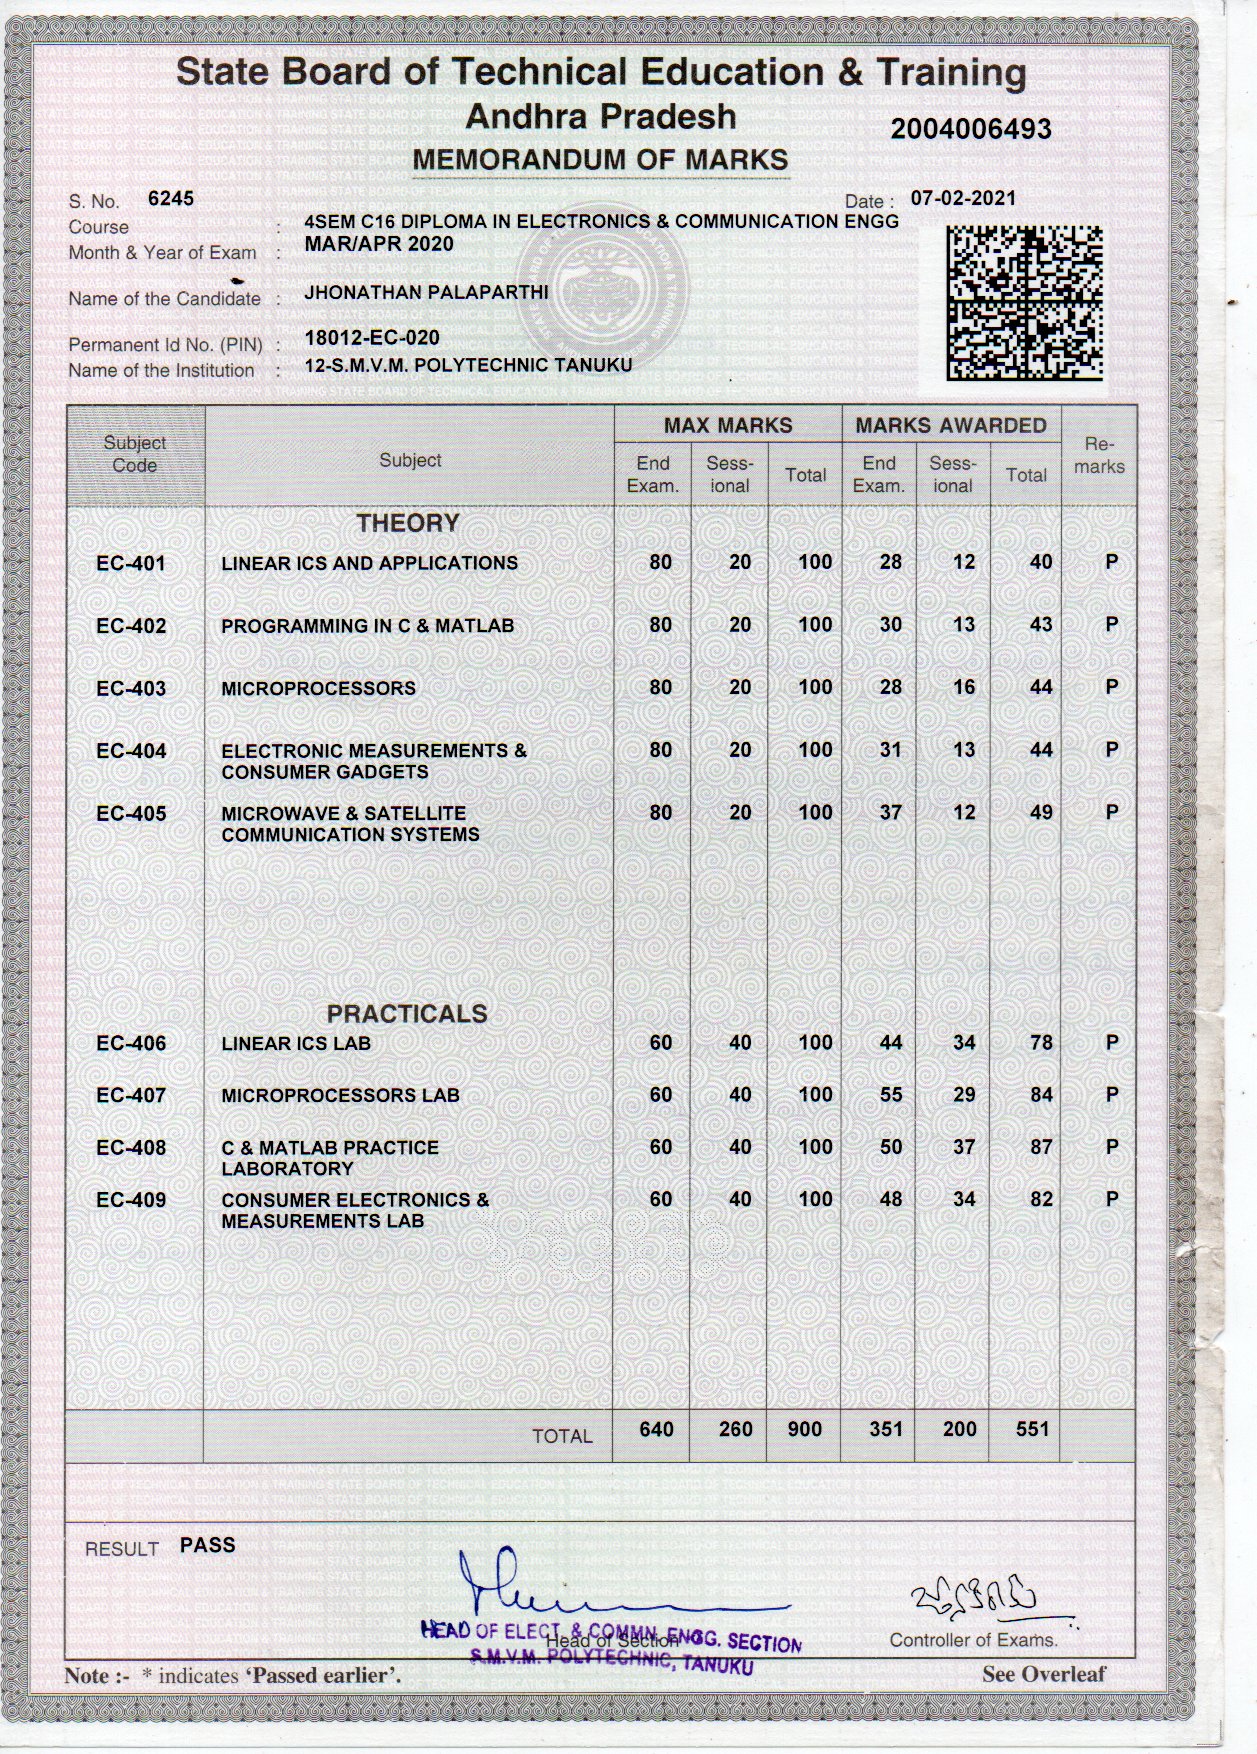 State Board of Technical Education & Training
Andhra Pradesh
2004006493
MEMORANDUM OF MARKS
S. No. 6245
Date : 07-02-2021
Course : 4SEM C16 DIPLOMA IN ELECTRONICS & COMMUNICATION ENGG
Month & Year of Exam : MAR/APR 2020
Name of the Candidate : JHONATHAN PALAPARTHI
Permanent Id No. (PIN) : 18012-EC-020
Name of the Institution : 12-S.M.V.M. POLYTECHNIC TANUKU
MAX MARKS MARKS AWARDED
Subject Code Subject End Exam. Sess-ional Total End Exam. Sess-ional Total Re-marks
THEORY
EC-401 LINEAR ICS AND APPLICATIONS 80 20 100 28 12 40 P
EC-402 PROGRAMMING IN C & MATLAB 80 20 100 30 13 43 P
EC-403 MICROPROCESSORS 80 20 100 28 16 44 P
EC-404 ELECTRONIC MEASUREMENTS & 80 20 100 31 13 44 P
CONSUMER GADGETS
EC-405 MICROWAVE & SATELLITE 80 20 100 37 12 49 P
COMMUNICATION SYSTEMS
PRACTICALS
EC-406 LINEAR ICS LAB 60 40 100 44 34 78 P
EC-407 MICROPROCESSORS LAB 60 40 100 55 29 84 P
EC-408 C & MATLAB PRACTICE 60 40 100 50 37 87 P
LABORATORY
EC-409 CONSUMER ELECTRONICS & 60 40 100 48 34 82 P
MEASUREMENTS LAB
TOTAL 640 260 900 351 200 551
RESULT PASS
HEAD OF ELECT. & COMMN. ENGG. SECTION
Head of Section
Controller of Exams.
S.M.V.M. POLYTECHNIC, TANUKU
Note :- * indicates 'Passed earlier'.
See Overleaf